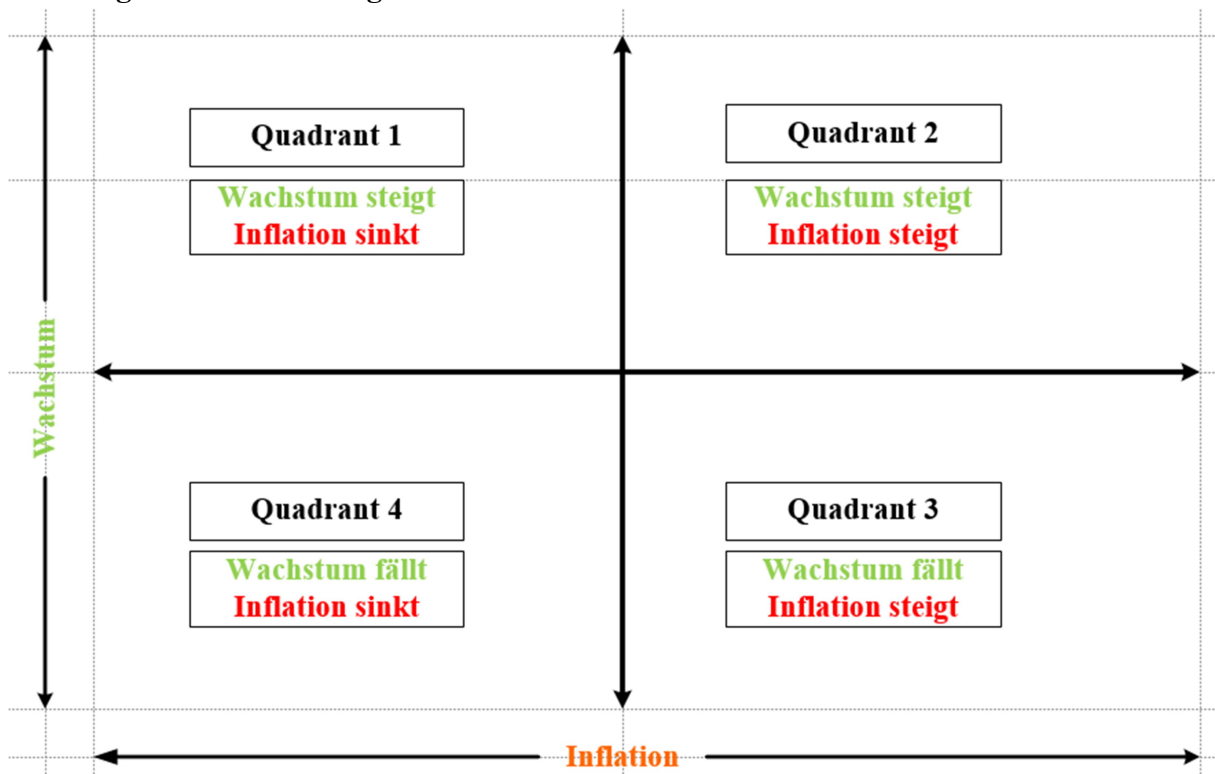 Quadrant 1
Wachstum steigt
Inflation sinkt
Quadrant 2
Wachstum steigt
Inflation steigt
Wachstum
Quadrant 4
Wachstum fällt
Inflation sinkt
Quadrant 3
Wachstum fällt
Inflation steigt
Inflation